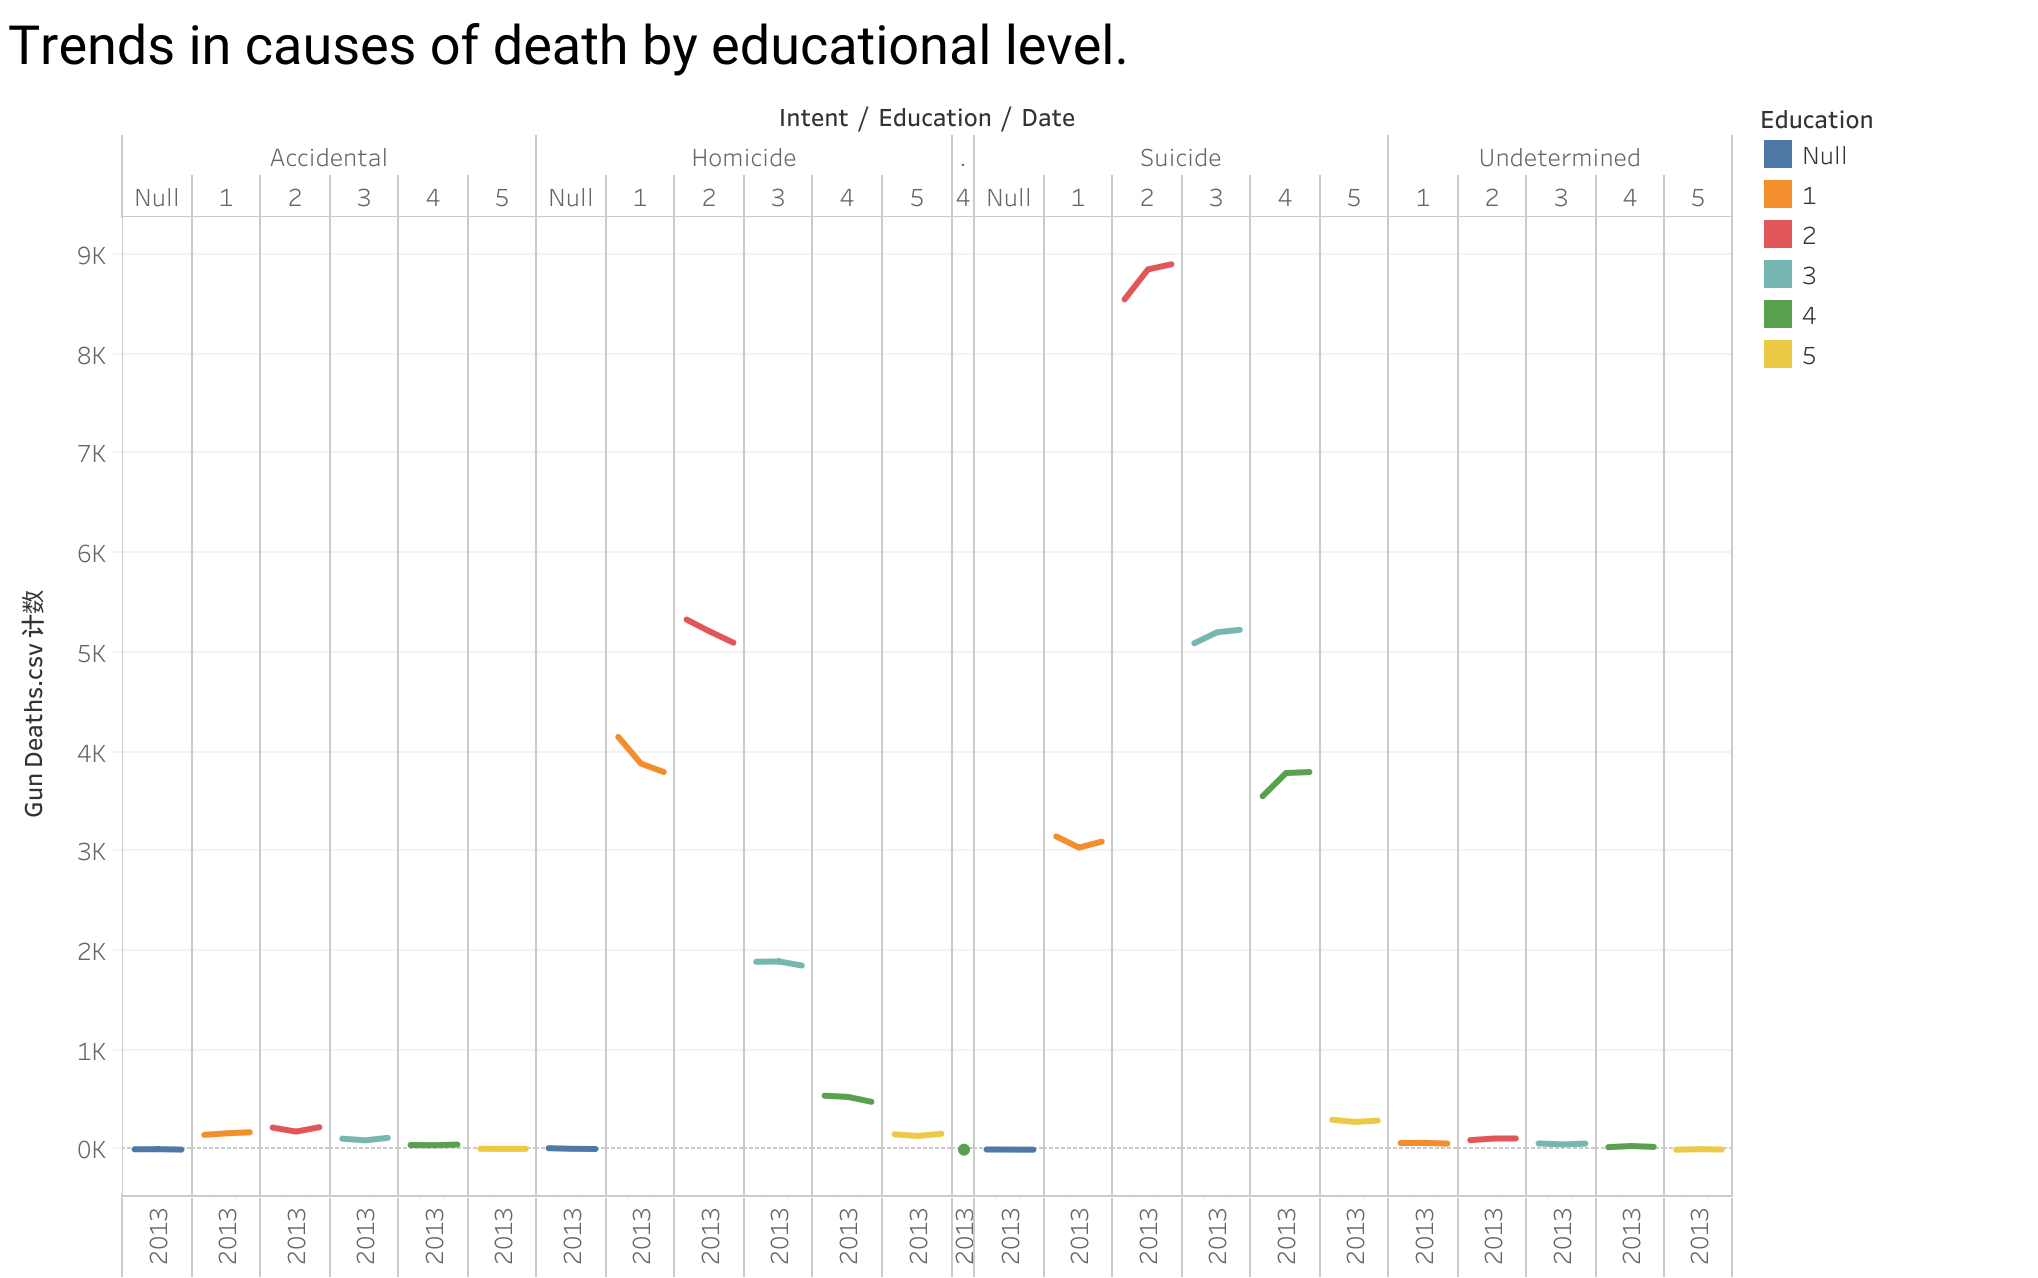 Trends in causes of death by educational level.
Intent / Education / Date
Accidental Homicide . Suicide Undetermined
Null 1 2 3 4 5 Null 1 2 3 4 5 4 Null 1 2 3 4 5 1 2 3 4 5
9K
8K
7K
6K
5K
4K
3K
2K
1K
0K
Gun Deaths.csv 计数
2013 2013 2013 2013 2013 2013 2013 2013 2013 2013 2013 2013 2013 2013 2013 2013 2013 2013 2013 2013 2013 2013 2013 2013
Education
Null
1
2
3
4
5